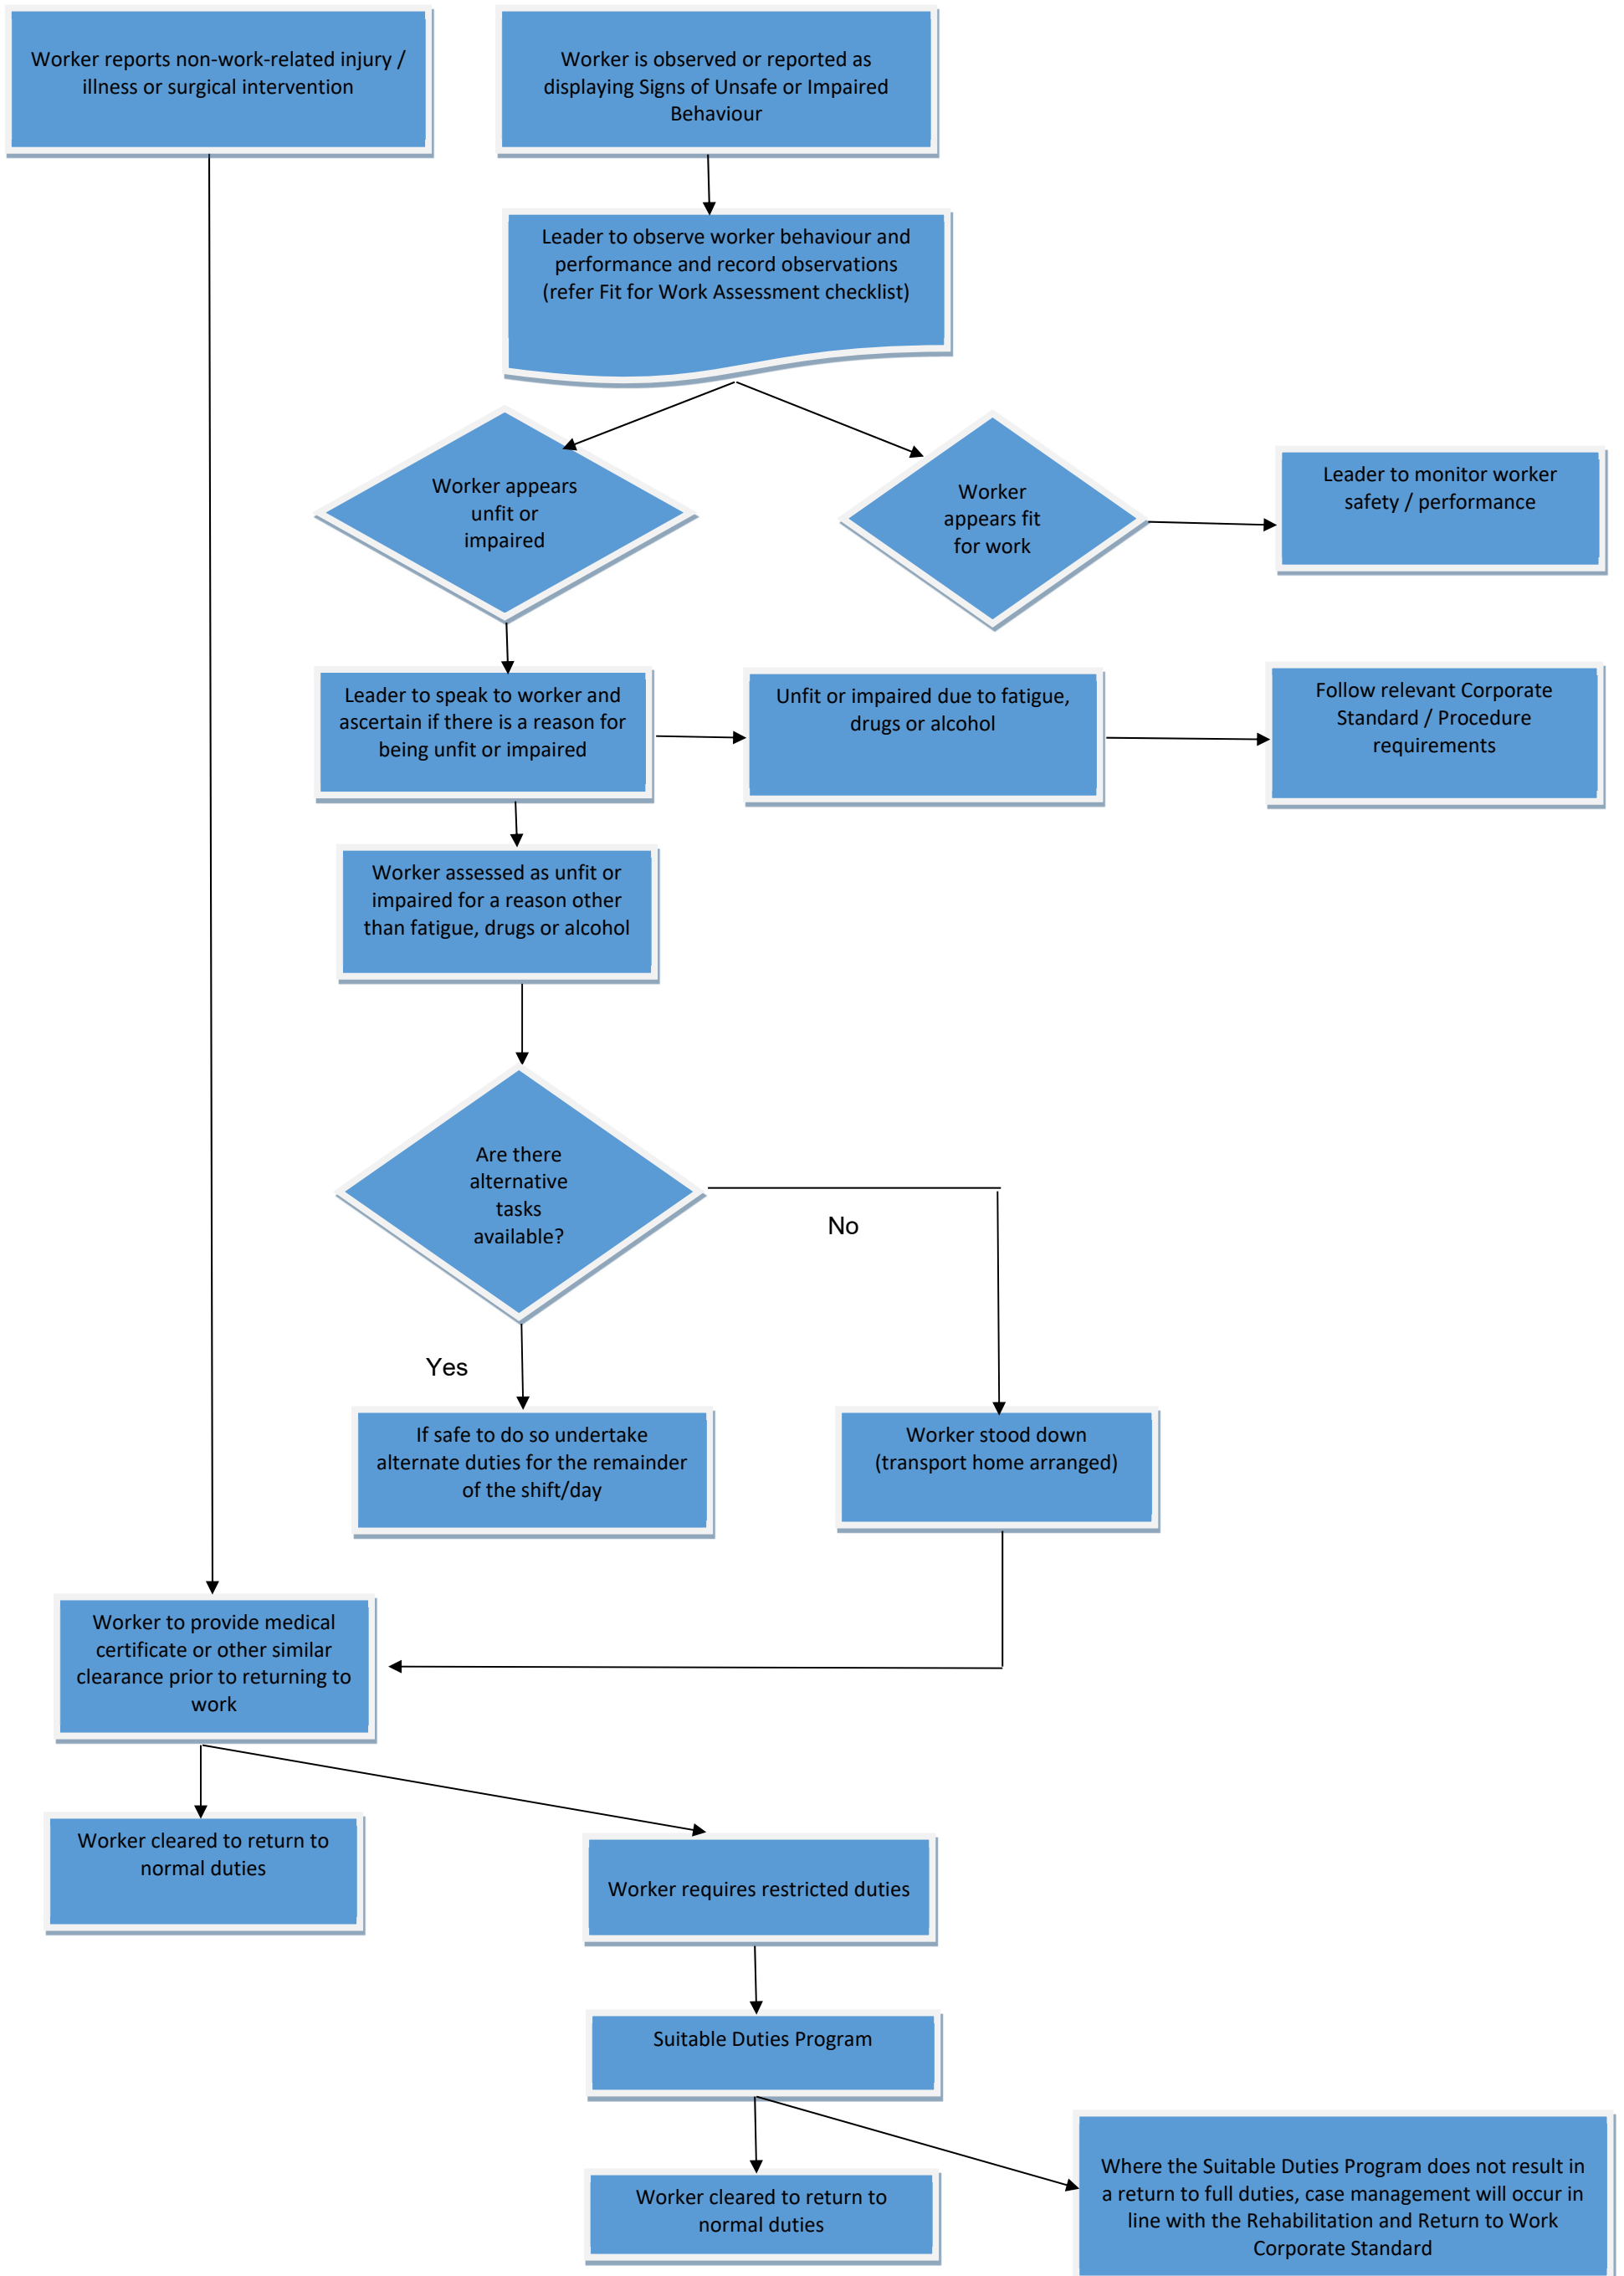 Worker reports non-work-related injury /
illness or surgical intervention
Worker is observed or reported as
displaying Signs of Unsafe or Impaired
Behaviour
Leader to observe worker behaviour and
performance and record observations
(refer Fit for Work Assessment checklist)
Worker appears
unfit or
impaired
Worker
appears fit
for work
Leader to monitor worker
safety / performance
Leader to speak to worker and
ascertain if there is a reason for
being unfit or impaired
Unfit or impaired due to fatigue,
drugs or alcohol
Follow relevant Corporate
Standard / Procedure
requirements
Worker assessed as unfit or
impaired for a reason other
than fatigue, drugs or alcohol
Are there
alternative
tasks
available?
No
Yes
If safe to do so undertake
alternate duties for the remainder
of the shift/day
Worker stood down
(transport home arranged)
Worker to provide medical
certificate or other similar
clearance prior to returning to
work
Worker cleared to return to
normal duties
Worker requires restricted duties
Suitable Duties Program
Worker cleared to return to
normal duties
Where the Suitable Duties Program does not result in
a return to full duties, case management will occur in
line with the Rehabilitation and Return to Work
Corporate Standard